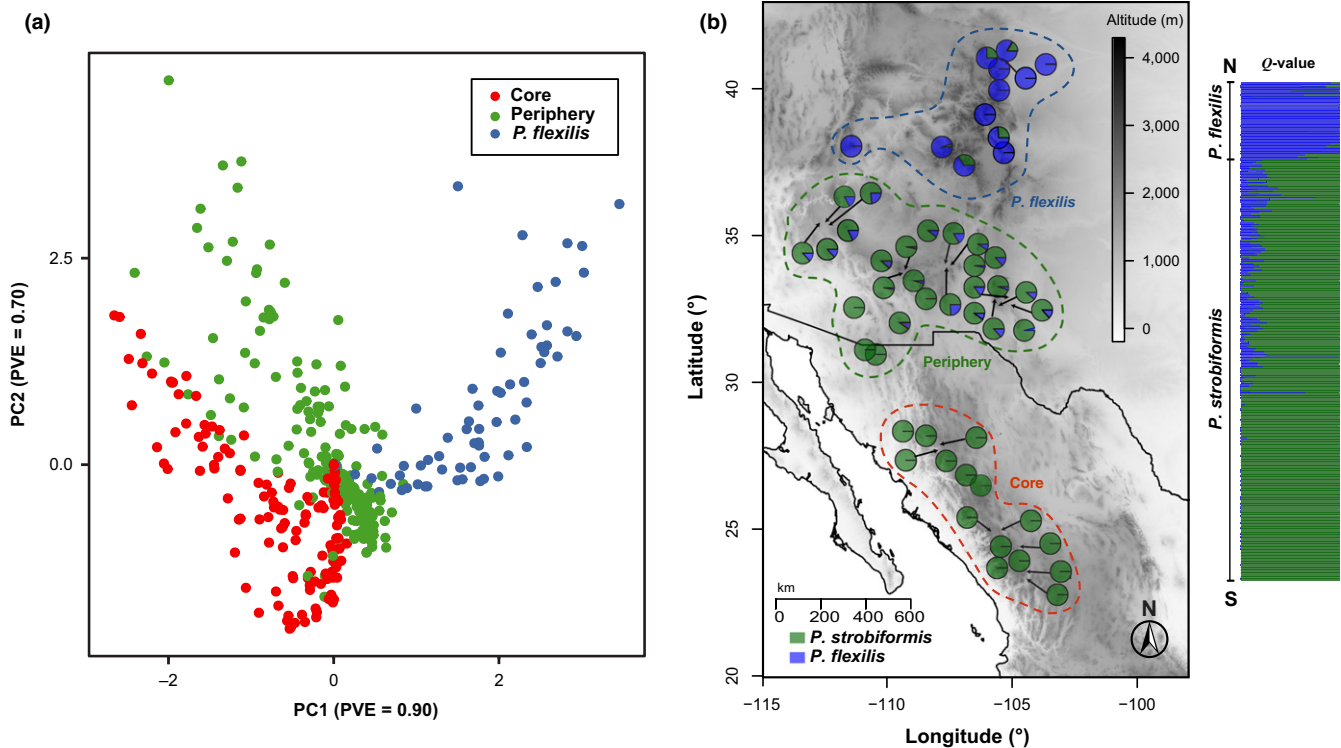 (a)
Core
Periphery
P. flexilis
2.5
0.0
−2
0
2
PC2 (PVE = 0.70)
PC1 (PVE = 0.90)
(b)
Altitude (m)
4,000
3,000
2,000
1,000
0
40
35
30
25
20
Latitude (°)
P. flexilis
Periphery
Core
km
0 200 400 600
P. strobiformis
P. flexilis
N
−115
−110
−105
−100
Longitude (°)
N
Q-value
P. flexilis
P. strobiformis
S